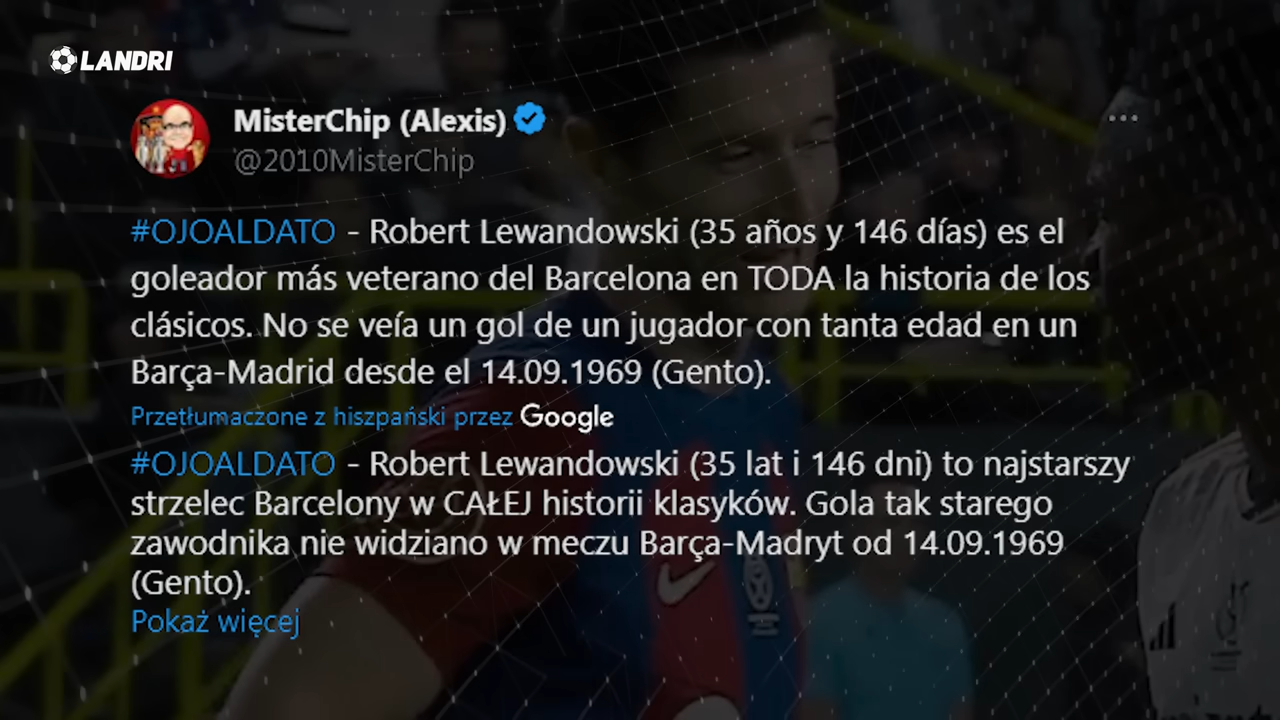 LANDRI
MisterChip (Alexis)
@2010MisterChip
#OJOALDATO - Robert Lewandowski (35 años y 146 días) es el
goleador más veterano del Barcelona en TODA la historia de los
clásicos. No se veía un gol de un jugador con tanta edad en un
Barça-Madrid desde el 14.09.1969 (Gento).
Przetłumaczone z hiszpański przez Google
#OJOALDATO - Robert Lewandowski (35 lat i 146 dni) to najstarszy
strzelec Barcelony w CAŁEJ historii klasyków. Gola tak starego
zawodnika nie widziano w meczu Barça-Madryt od 14.09.1969
(Gento).
Pokaż więcej